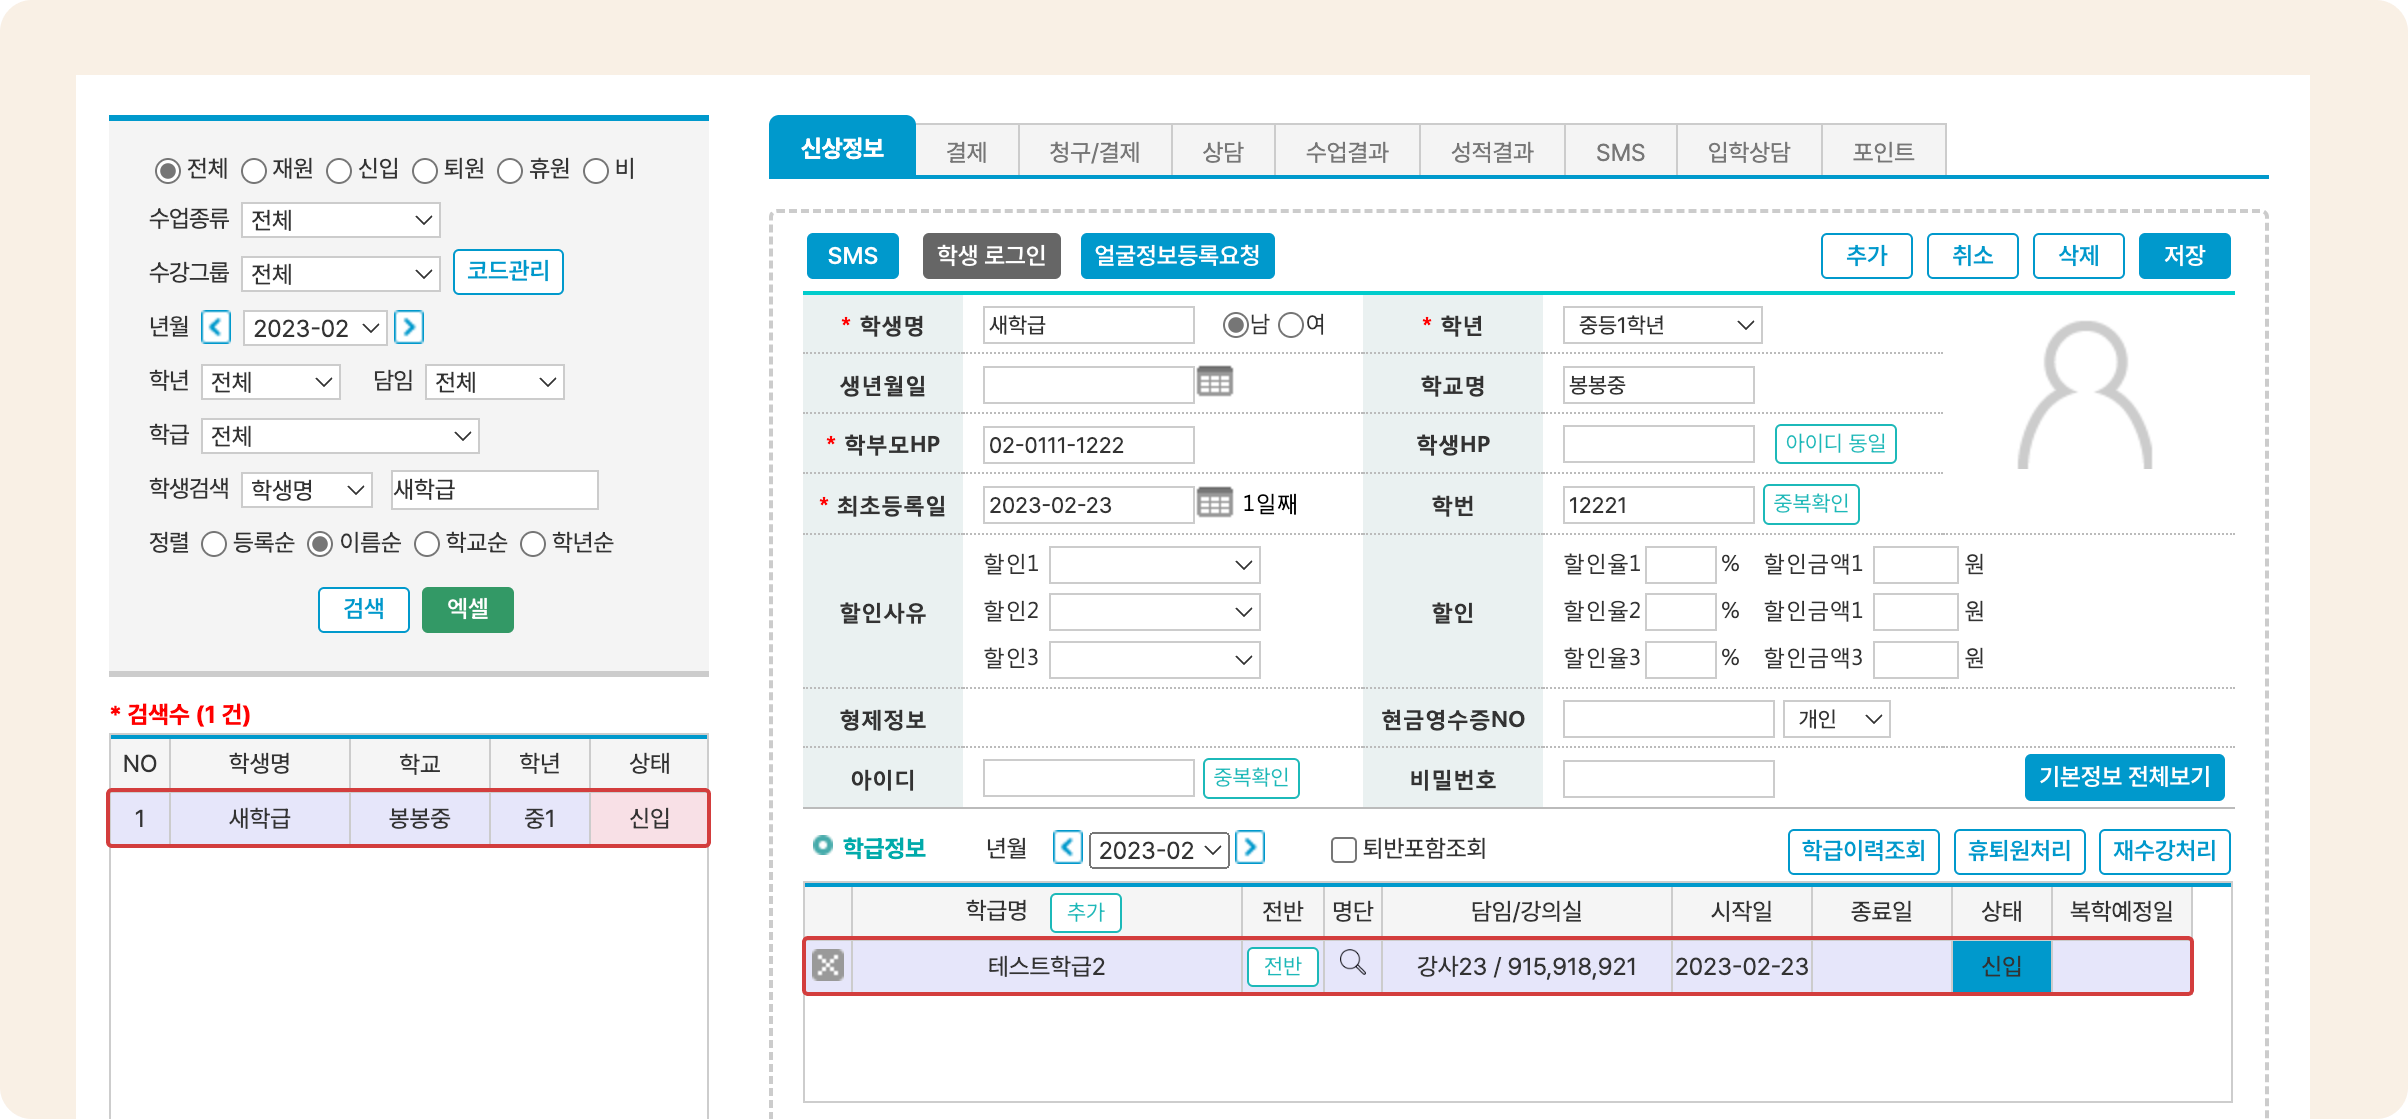 전체 재원 신입 퇴원 휴원 비
수업종류 전체
수강그룹 전체 코드관리
년월 2023-02
학년 전체 담임 전체
학급 전체
학생검색 학생명 새학급
정렬 등록순 이름순 학교순 학년순
검색 엑셀
* 검색수 (1 건)
NO 학생명 학교 학년 상태
1 새학급 봉봉중 중1 신입
신상정보 결제 청구/결제 상담 수업결과 성적결과 SMS 입학상담 포인트
SMS 학생 로그인 얼굴정보등록요청 추가 취소 삭제 저장
* 학생명 새학급 남 여 * 학년 중등1학년
생년월일 학교명 봉봉중
* 학부모HP 02-0111-1222 학생HP 아이디 동일
* 최초등록일 2023-02-23 1일째 학번 12221 중복확인
할인사유 할인1 할인 할인율1 % 할인금액1 원
할인2 할인율2 % 할인금액1 원
할인3 할인율3 % 할인금액3 원
형제정보 현금영수증NO 개인
아이디 중복확인 비밀번호 기본정보 전체보기
학급정보 년월 2023-02 퇴반포함조회 학급이력조회 휴퇴원처리 재수강처리
학급명 추가 전반 명단 담임/강의실 시작일 종료일 상태 복학예정일
테스트학급2 전반 강사23 / 915,918,921 2023-02-23 신입